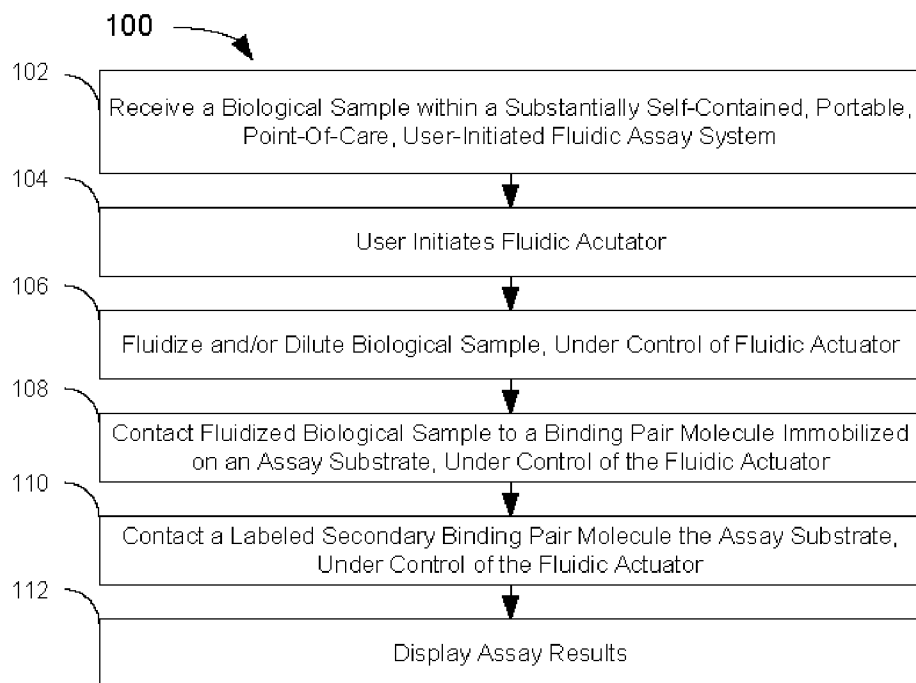 100
102
Receive a Biological Sample within a Substantially Self-Contained, Portable,
Point-Of-Care, User-Initiated Fluidic Assay System
104
User Initiates Fluidic Acutator
106
Fluidize and/or Dilute Biological Sample, Under Control of Fluidic Actuator
108
Contact Fluidized Biological Sample to a Binding Pair Molecule Immobilized
on an Assay Substrate, Under Control of the Fluidic Actuator
110
Contact a Labeled Secondary Binding Pair Molecule the Assay Substrate,
Under Control of the Fluidic Actuator
112
Display Assay Results